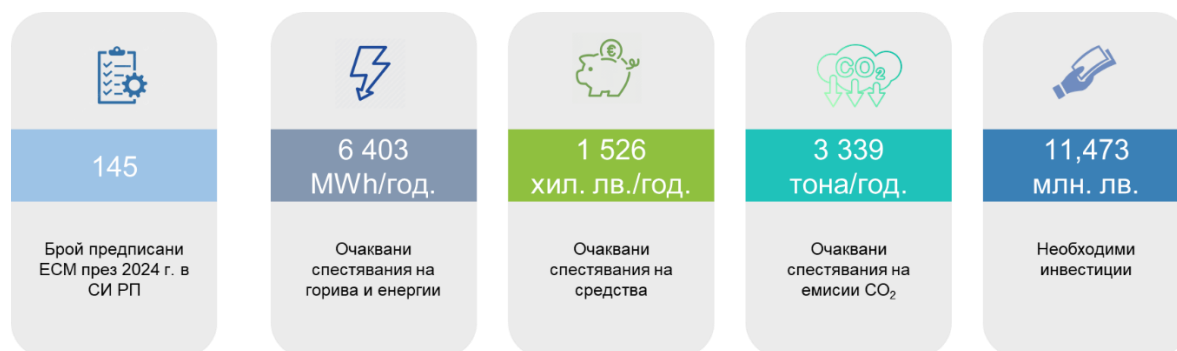 145
Брой предписани
ЕСМ през 2024 г. в
СИ РП
6 403
MWh/год.
Очаквани
спестявания на
горива и енергии
€
1 526
хил. лв./год.
Очаквани
спестявания на
средства
CO₂
3 339
тона/год.
Очаквани
спестявания на
емисии CO₂
11,473
млн. лв.
Необходими
инвестиции